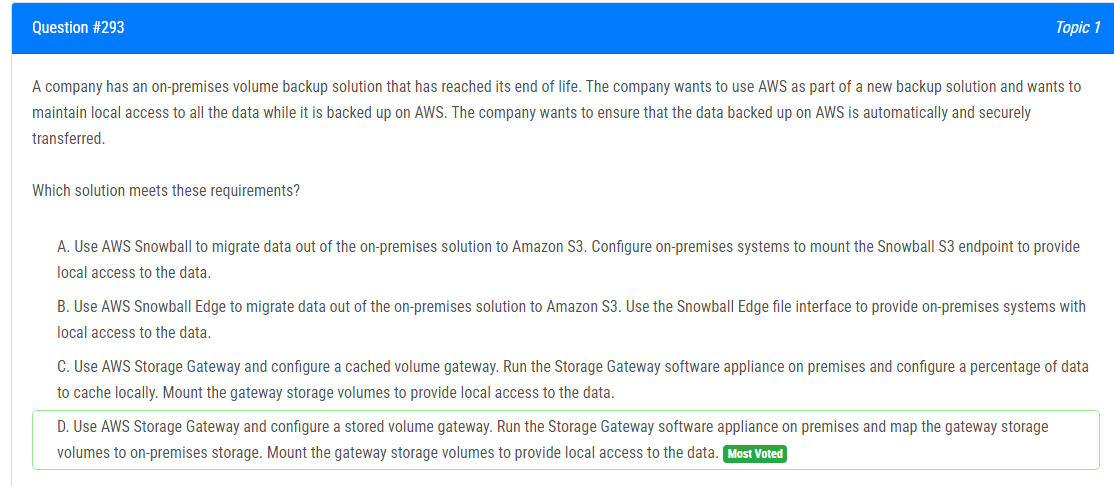 Question #293
Topic 1
A company has an on-premises volume backup solution that has reached its end of life. The company wants to use AWS as part of a new backup solution and wants to
maintain local access to all the data while it is backed up on AWS. The company wants to ensure that the data backed up on AWS is automatically and securely
transferred.
Which solution meets these requirements?
A. Use AWS Snowball to migrate data out of the on-premises solution to Amazon S3. Configure on-premises systems to mount the Snowball S3 endpoint to provide
local access to the data.
B. Use AWS Snowball Edge to migrate data out of the on-premises solution to Amazon S3. Use the Snowball Edge file interface to provide on-premises systems with
local access to the data.
C. Use AWS Storage Gateway and configure a cached volume gateway. Run the Storage Gateway software appliance on premises and configure a percentage of data
to cache locally. Mount the gateway storage volumes to provide local access to the data.
D. Use AWS Storage Gateway and configure a stored volume gateway. Run the Storage Gateway software appliance on premises and map the gateway storage
volumes to on-premises storage. Mount the gateway storage volumes to provide local access to the data. Most Voted